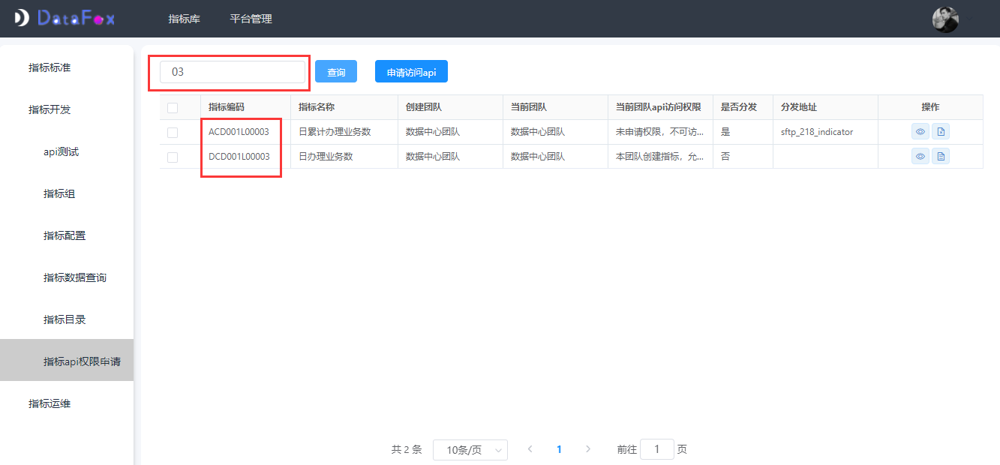 DataFox 指标库 平台管理
指标标准
指标开发
api测试
指标组
指标配置
指标数据查询
指标目录
指标api权限申请
指标运维
03 查询 申请访问api
指标编码 指标名称 创建团队 当前团队 当前团队api访问权限 是否分发 分发地址 操作
ACD001L00003 日累计办理业务数 数据中心团队 数据中心团队 未申请权限，不可访... 是 sftp_218_indicator
DCD001L00003 日办理业务数 数据中心团队 数据中心团队 本团队创建指标，允... 否
共 2 条 10条/页 1 前往 1 页